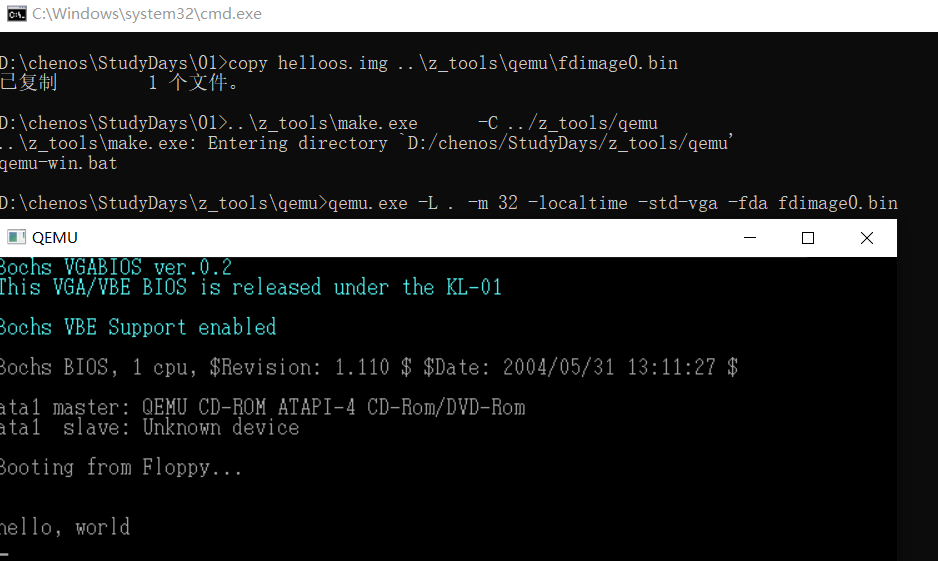 C:\Windows\system32\cmd.exe
D:\chenos\StudyDays\01>copy helloos.img ..\z_tools\qemu\fdimage0.bin
已复制         1 个文件。
D:\chenos\StudyDays\01>..\z_tools\make.exe      -C ../z_tools/qemu
..\z_tools\make.exe: Entering directory `D:/chenos/StudyDays/z_tools/qemu'
qemu-win.bat
D:\chenos\StudyDays\z_tools\qemu>qemu.exe -L . -m 32 -localtime -std-vga -fda fdimage0.bin
QEMU
Bochs VGABIOS ver.0.2
This VGA/VBE BIOS is released under the KL-01
Bochs VBE Support enabled
Bochs BIOS, 1 cpu, $Revision: 1.110 $ $Date: 2004/05/31 13:11:27 $
ata1 master: QEMU CD-ROM ATAPI-4 CD-Rom/DVD-Rom
ata1  slave: Unknown device
Booting from Floppy...
hello, world